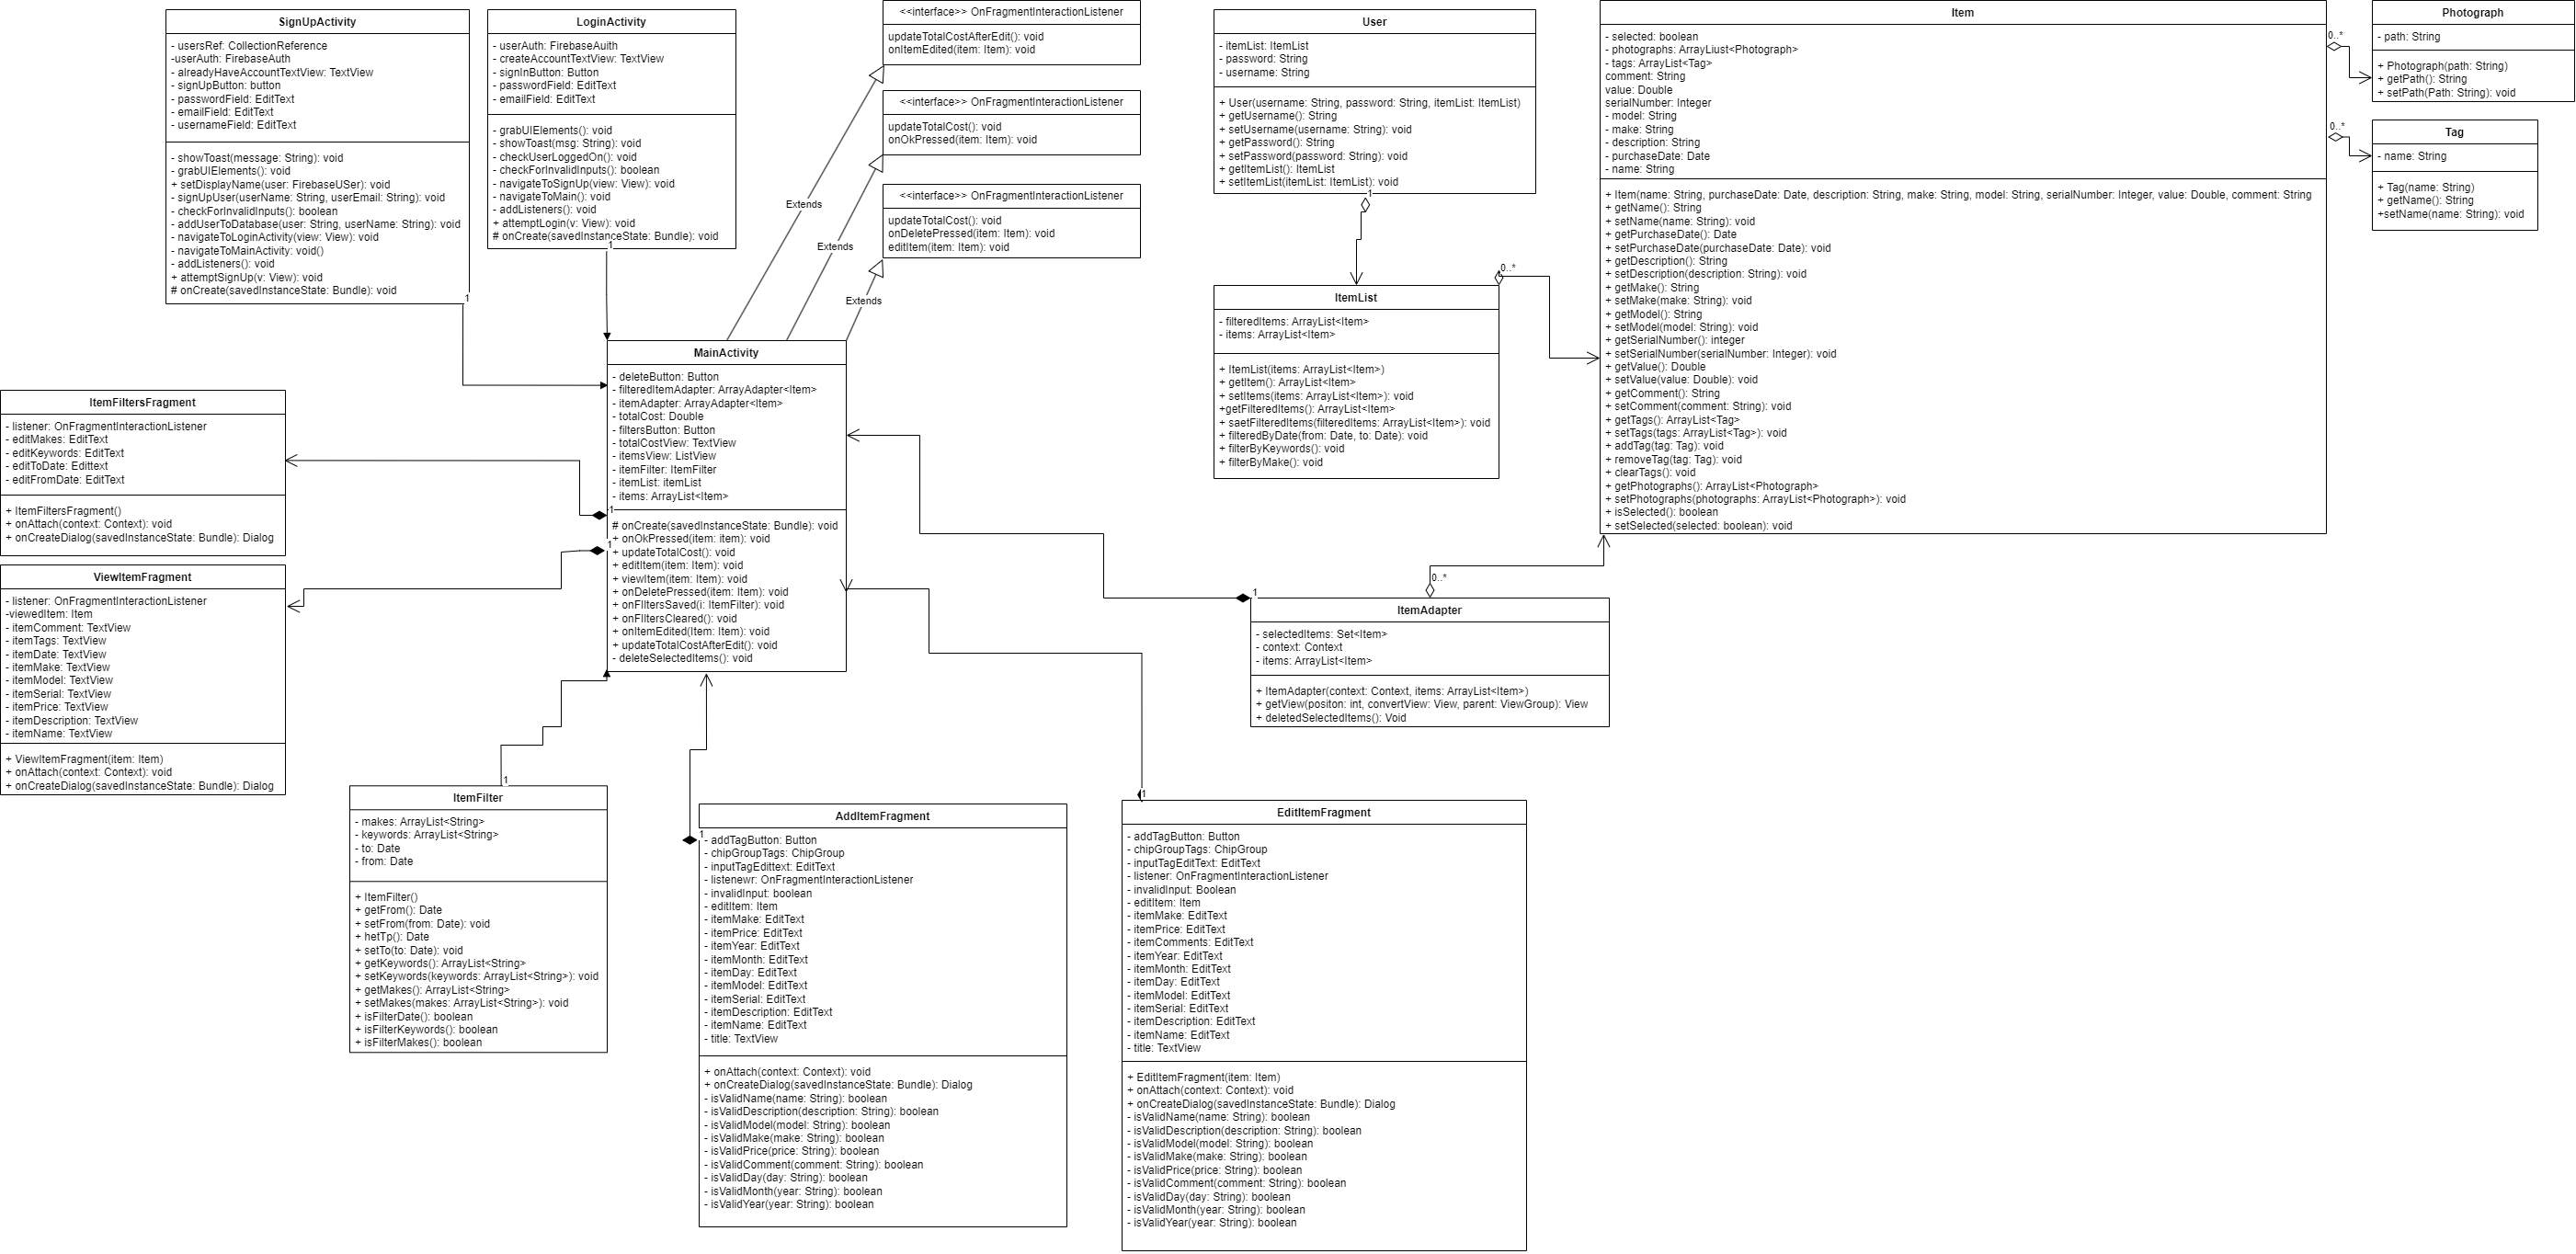 SignUpActivity
- usersRef: CollectionReference
-userAuth: FirebaseAuth
- alreadyHaveAccountTextView: TextView
- signUpButton: button
- passwordField: EditText
- emailField: EditText
- usernameField: EditText
- showToast(message: String): void
- grabUIElements(): void
+ setDisplayName(user: FirebaseUSer): void
- signUpUser(userName: String, userEmail: String): void
- checkForInvalidInputs(): boolean
- addUserToDatabase(user: String, userName: String): void
- navigateToLoginActivity(view: View): void
- navigateToMainActivity: void()
- addListeners(): void
+ attemptSignUp(v: View): void
# onCreate(savedInstanceState: Bundle): void
1
LoginActivity
- userAuth: FirebaseAuith
- createAccountTextView: TextView
- signInButton: Button
- passwordField: EditText
- emailField: EditText
- grabUIElements(): void
- showToast(msg: String): void
- checkUserLoggedOn(): void
- checkForInvalidInputs(): boolean
- navigateToSignUp(view: View): void
- navigateToMain(): void
- addListeners(): void
+ attemptLogin(v: View): void
# onCreate(savedInstanceState: Bundle): void
1
<<interface>> OnFragmentInteractionListener
updateTotalCostAfterEdit(): void
onItemEdited(item: Item): void
<<interface>> OnFragmentInteractionListener
updateTotalCost(): void
onOkPressed(item: Item): void
<<interface>> OnFragmentInteractionListener
updateTotalCost(): void
onDeletePressed(item: Item): void
editItem(item: Item): void
Extends
Extends
Extends
User
- itemList: ItemList
- password: String
- username: String
+ User(username: String, password: String, itemList: ItemList)
+ getUsername(): String
+ setUsername(username: String): void
+ getPassword(): String
+ setPassword(password: String): void
+ getItemList(): ItemList
+ setItemList(itemList: ItemList): void
1
ItemList
- filteredItems: ArrayList<Item>
- items: ArrayList<Item>
+ ItemList(items: ArrayList<Item>)
+ getItem(): ArrayList<Item>
+ setItems(items: ArrayList<Item>): void
+getFilteredItems(): ArrayList<Item>
+ saetFilteredItems(filteredItems: ArrayList<Item>): void
+ filteredByDate(from: Date, to: Date): void
+ filterByKeywords(): void
+ filterByMake(): void
0..*
Item
- selected: boolean
- photographs: ArrayLiust<Photograph>
- tags: ArrayList<Tag>
comment: String
value: Double
serialNumber: Integer
- model: String
- make: String
- description: String
- purchaseDate: Date
- name: String
+ Item(name: String, purchaseDate: Date, description: String, make: String, model: String, serialNumber: Integer, value: Double, comment: String
+ getName(): String
+ setName(name: String): void
+ getPurchaseDate(): Date
+ setPurchaseDate(purchaseDate: Date): void
+ getDescription(): String
+ setDescription(description: String): void
+ getMake(): String
+ setMake(make: String): void
+ getModel(): String
+ setModel(model: String): void
+ getSerialNumber(): integer
+ setSerialNumber(serialNumber: Integer): void
+ getValue(): Double
+ setValue(value: Double): void
+ getComment(): String
+ setComment(comment: String): void
+ getTags(): ArrayList<Tag>
+ setTags(tags: ArrayList<Tag>): void
+ addTag(tag: Tag): void
+ removeTag(tag: Tag): void
+ clearTags(): void
+ getPhotographs(): ArrayList<Photograph>
+ setPhotographs(photographs: ArrayList<Photograph>): void
+ isSelected(): boolean
+ setSelected(selected: boolean): void
0..*
0..*
Photograph
- path: String
+ Photograph(path: String)
+ getPath(): String
+ setPath(Path: String): void
Tag
- name: String
+ Tag(name: String)
+ getName(): String
+setName(name: String): void
MainActivity
- deleteButton: Button
- filteredItemAdapter: ArrayAdapter<Item>
- itemAdapter: ArrayAdapter<Item>
- totalCost: Double
- filtersButton: Button
- totalCostView: TextView
- itemsView: ListView
- itemFilter: ItemFilter
- itemList: itemList
- items: ArrayList<Item>
1
# onCreate(savedInstanceState: Bundle): void
+ onOkPressed(item: item): void
1
+ updateTotalCost(): void
+ editItem(item: Item): void
+ viewItem(item: Item): void
+ onDeletePressed(item: Item): void
+ onFIltersSaved(i: ItemFilter): void
+ onFIltersCleared(): void
+ onItemEdited(Item: Item): void
+ updateTotalCostAfterEdit(): void
- deleteSelectedItems(): void
ItemFiltersFragment
- listener: OnFragmentInteractionListener
- editMakes: EditText
- editKeywords: EditText
- editToDate: Edittext
- editFromDate: EditText
+ ItemFiltersFragment()
+ onAttach(context: Context): void
+ onCreateDialog(savedInstanceState: Bundle): Dialog
ViewItemFragment
- listener: OnFragmentInteractionListener
-viewedItem: Item
- itemComment: TextView
- itemTags: TextView
- itemDate: TextView
- itemMake: TextView
- itemModel: TextView
- itemSerial: TextView
- itemPrice: TextView
- itemDescription: TextView
- itemName: TextView
+ ViewItemFragment(item: Item)
+ onAttach(context: Context): void
+ onCreateDialog(savedInstanceState: Bundle): Dialog
1
ItemFilter
- makes: ArrayList<String>
- keywords: ArrayList<String>
- to: Date
- from: Date
+ ItemFilter()
+ getFrom(): Date
+ setFrom(from: Date): void
+ hetTp(): Date
+ setTo(to: Date): void
+ getKeywords(): ArrayList<String>
+ setKeywords(keywords: ArrayList<String>): void
+ getMakes(): ArrayList<String>
+ setMakes(makes: ArrayList<String>): void
+ isFilterDate(): boolean
+ isFilterKeywords(): boolean
+ isFilterMakes(): boolean
AddItemFragment
1
- addTagButton: Button
- chipGroupTags: ChipGroup
- inputTagEdittext: EditText
- listenewr: OnFragmentInteractionListener
- invalidInput: boolean
- editItem: Item
- itemMake: EditText
- itemPrice: EditText
- itemYear: EditText
- itemMonth: EditText
- itemDay: EditText
- itemModel: EditText
- itemSerial: EditText
- itemDescription: EditText
- itemName: EditText
- title: TextView
+ onAttach(context: Context): void
+ onCreateDialog(savedInstanceState: Bundle): Dialog
- isValidName(name: String): boolean
- isValidDescription(description: String): boolean
- isValidModel(model: String): boolean
- isValidMake(make: String): boolean
- isValidPrice(price: String): boolean
- isValidComment(comment: String): boolean
- isValidDay(day: String): boolean
- isValidMonth(year: String): boolean
- isValidYear(year: String): boolean
1
EditItemFragment
- addTagButton: Button
- chipGroupTags: ChipGroup
- inputTagEditText: EditText
- listener: OnFragmentInteractionListener
- invalidInput: Boolean
- editItem: Item
- itemMake: EditText
- itemPrice: EditText
- itemComments: EditText
- itemYear: EditText
- itemMonth: EditText
- itemDay: EditText
- itemModel: EditText
- itemSerial: EditText
- itemDescription: EditText
- itemName: EditText
- title: TextView
+ EditItemFragment(item: Item)
+ onAttach(context: Context): void
+ onCreateDialog(savedInstanceState: Bundle): Dialog
- isValidName(name: String): boolean
- isValidDescription(description: String): boolean
- isValidModel(model: String): boolean
- isValidMake(make: String): boolean
- isValidPrice(price: String): boolean
- isValidComment(comment: String): boolean
- isValidDay(day: String): boolean
- isValidMonth(year: String): boolean
- isValidYear(year: String): boolean
1
0..*
ItemAdapter
- selectedItems: Set<Item>
- context: Context
- items: ArrayList<Item>
+ ItemAdapter(context: Context, items: ArrayList<Item>)
+ getView(positon: int, convertView: View, parent: ViewGroup): View
+ deletedSelectedItems(): Void